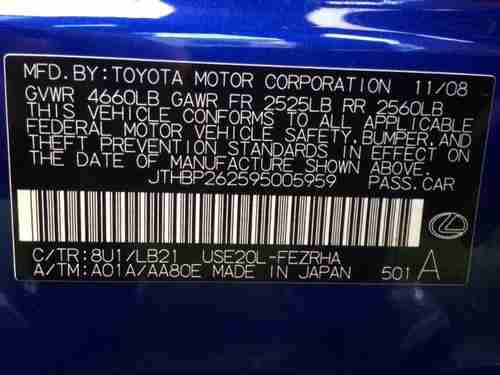 MFD.BY:TOYOTA MOTOR CORPORATION 11/08
GVWR 4660LB GAWR FR 2525LB RR 2560LB
THIS VEHICLE CONFORMS TO ALL APPLICABLE
FEDERAL MOTOR VEHICLE SAFETY,BUMPER,AND
THEFT PREVENTION STANDARDS IN EFFECT ON
THE DATE OF MANUFACTURE SHOWN ABOVE.
JTHBP262595005959 PASS.CAR
C/TR:8U1/LB21 USE20L-FEZRHA
A/TM:A01A/AA80E MADE IN JAPAN 501 A